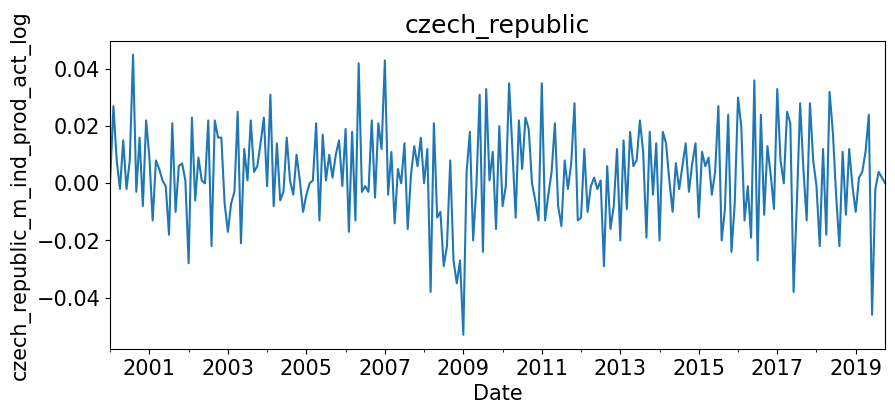 czech_republic
czech_republic_m_ind_prod_act_log
0.04
0.02
0.00
−0.02
−0.04
2001 2003 2005 2007 2009 2011 2013 2015 2017 2019
Date